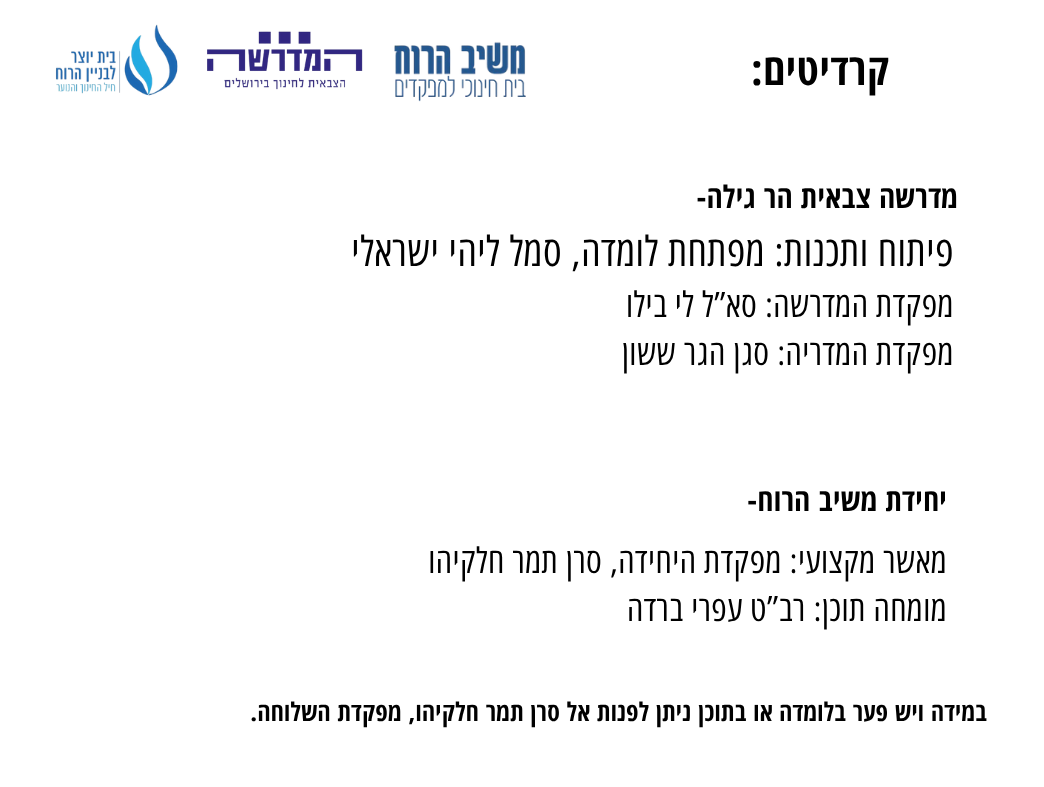 בית יוצר
לבניין הרוח
חיל החינוך והנוער
המדרשה
הצבאית לחינוך בירושלים
משיב הרוח
בית חינוכי למפקדים
קרדיטים:
מדרשה צבאית הר גילה-
פיתוח ותכנות: מפתחת לומדה, סמל ליהי ישראלי
מפקדת המדרשה: סא”ל לי בילו
מפקדת המדריה: סגן הגר ששון
יחידת משיב הרוח-
מאשר מקצועי: מפקדת היחידה, סרן תמר חלקיהו
מומחה תוכן: רב”ט עפרי ברדה
במידה ויש פער בלומדה או בתוכן ניתן לפנות אל סרן תמר חלקיהו, מפקדת השלוחה.